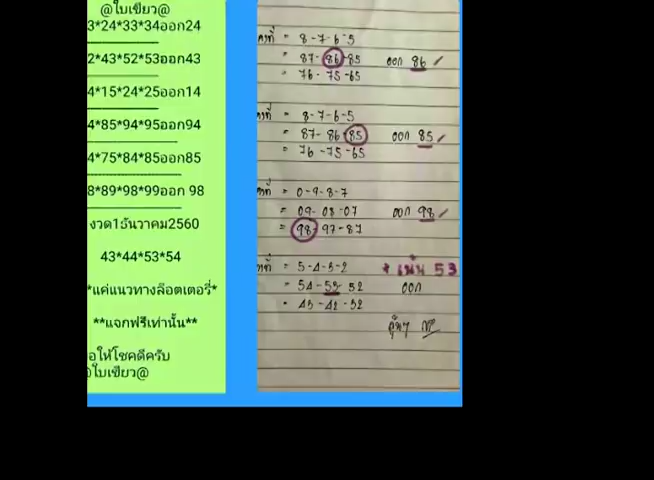 @ใบเขียว@
3*24*33*34ออก24
2*43*52*53ออก43
4*15*24*25ออก14
4*85*94*95ออก94
4*75*84*85ออก85
8*89*98*99ออก 98
งวด1ธันวาคม2560
43*44*53*54
*แค่แนวทางล๊อตเตอรี่*
**แจกฟรีเท่านั้น**
อให้โชคดีครับ
@ใบเขียว@
= 8-7-6-5
= 87-86-85 ออก 86
= 76-75-65
= 8-7-6-5
= 87-86-85 ออก 85
= 76-75-65
= 0-9-8-7
= 09-08-07 ออก 98
= 98-97-87
= 5-4-3-2 * เน้น 53
= 54-53-52 ออก
= 43-42-32